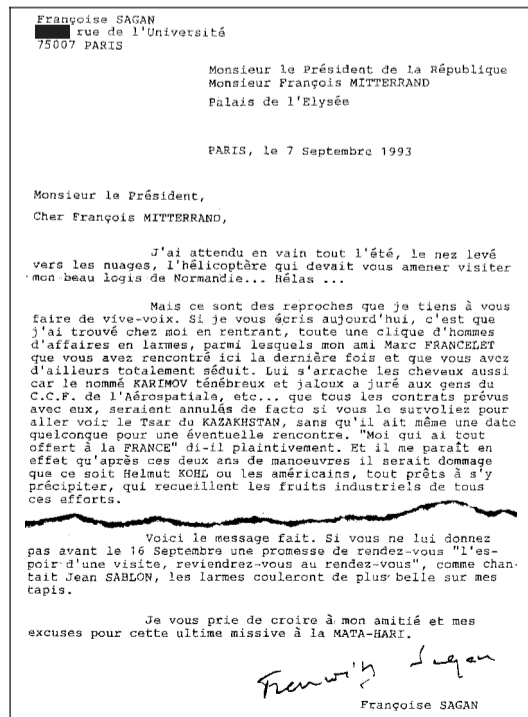 Françoise SAGAN
rue de l'Université
75007 PARIS
Monsieur le Président de la République
Monsieur François MITTERRAND
Palais de l'Elysée
PARIS, le 7 Septembre 1993
Monsieur le Président,
Cher François MITTERRAND,
J'ai attendu en vain tout l'été, le nez levé
vers les nuages, l'hélicoptère qui devait vous amener visiter
mon beau logis de Normandie... Hélas ...
Mais ce sont des reproches que je tiens à vous
faire de vive-voix. Si je vous écris aujourd'hui, c'est que
j'ai trouvé chez moi en rentrant, toute une clique d'hommes
d'affaires en larmes, parmi lesquels mon ami Marc FRANCELET
que vous avez rencontré ici la dernière fois et que vous avez
d'ailleurs totalement séduit. Lui s'arrache les cheveux aussi
car le nommé KARIMOV ténébreux et jaloux a juré aux gens du
C.C.F. de l'Aérospatiale, etc... que tous les contrats prévus
avec eux, seraient annulés de facto si vous le survoliez pour
aller voir le Tsar du KAZAKHSTAN, sans qu'il ait même une date
quelconque pour une éventuelle rencontre. "Moi qui ai tout
offert à la FRANCE" di-il plaintivement. Et il me paraît en
effet qu'après ces deux ans de manoeuvres il serait dommage
que ce soit Helmut KOHL ou les américains, tout prêts à s'y
précipiter, qui recueillent les fruits industriels de tous
ces efforts.
Voici le message fait. Si vous ne lui donnez
pas avant le 16 Septembre une promesse de rendez-vous "l'es-
poir d'une visite, reviendrez-vous au rendez-vous", comme chan-
tait Jean SABLON, les larmes couleront de plus belle sur mes
tapis.
Je vous prie de croire à mon amitié et mes
excuses pour cette ultime missive à la MATA-HARI.
Françoise Sagan
Françoise SAGAN